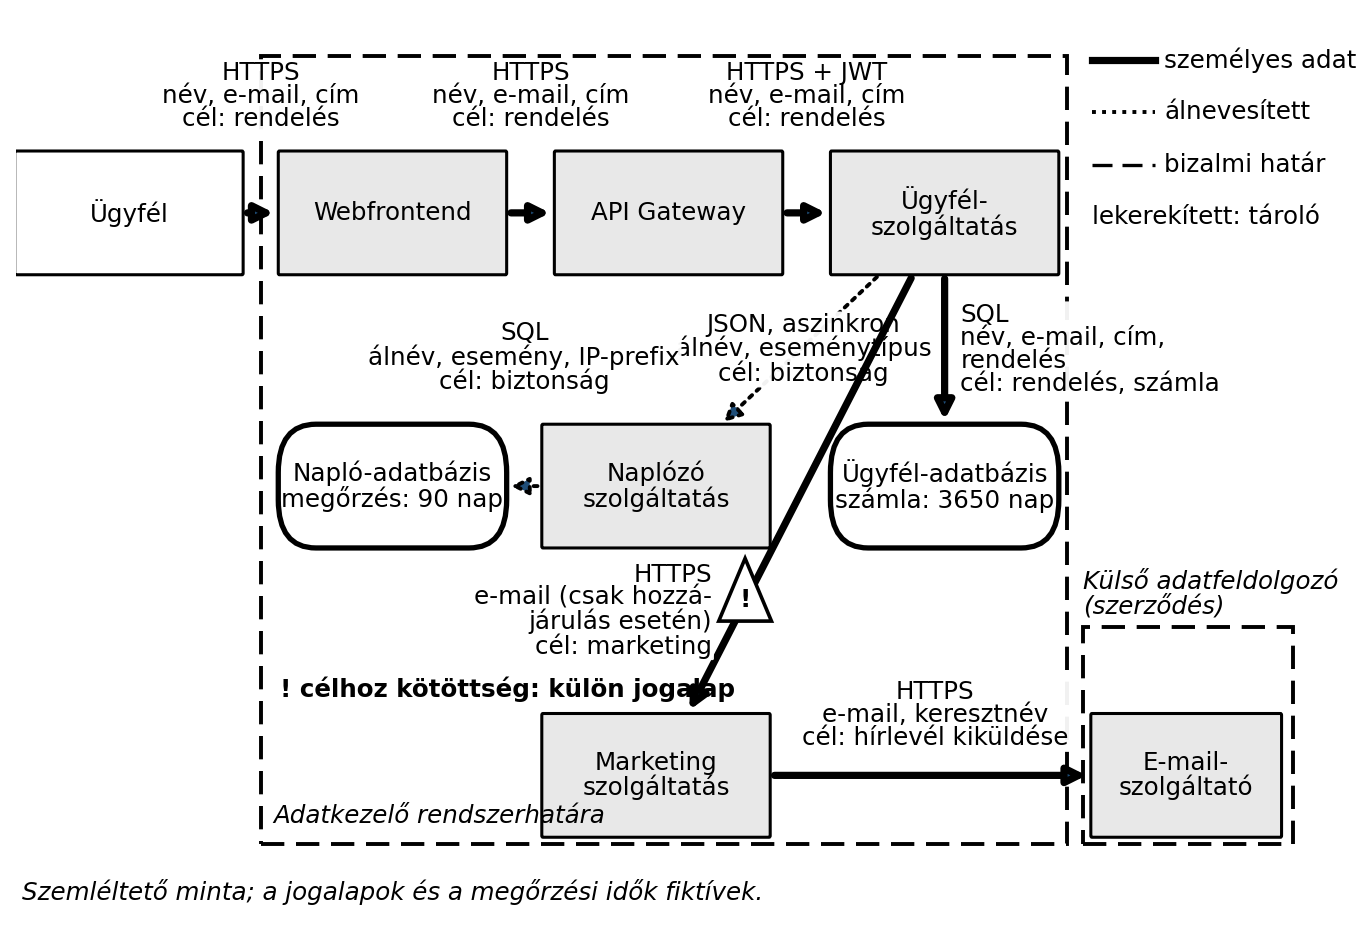 HTTPS
név, e-mail, cím
cél: rendelés
HTTPS
név, e-mail, cím
cél: rendelés
HTTPS + JWT
név, e-mail, cím
cél: rendelés
személyes adat
álnevesített
bizalmi határ
lekerekített: tároló
Ügyfél
Webfrontend
API Gateway
Ügyfél-
szolgáltatás
SQL
álnév, esemény, IP-prefix
cél: biztonság
JSON, aszinkron
álnév, eseménytípus
cél: biztonság
SQL
név, e-mail, cím,
rendelés
cél: rendelés, számla
Napló-adatbázis
megőrzés: 90 nap
Naplózó
szolgáltatás
Ügyfél-adatbázis
számla: 3650 nap
HTTPS
e-mail (csak hozzá-
járulás esetén)
cél: marketing
!
! célhoz kötöttség: külön jogalap
Külső adatfeldolgozó
(szerződés)
HTTPS
e-mail, keresztnév
cél: hírlevél kiküldése
Marketing
szolgáltatás
E-mail-
szolgáltató
Adatkezelő rendszerhatára
Szemléltető minta; a jogalapok és a megőrzési idők fiktívek.